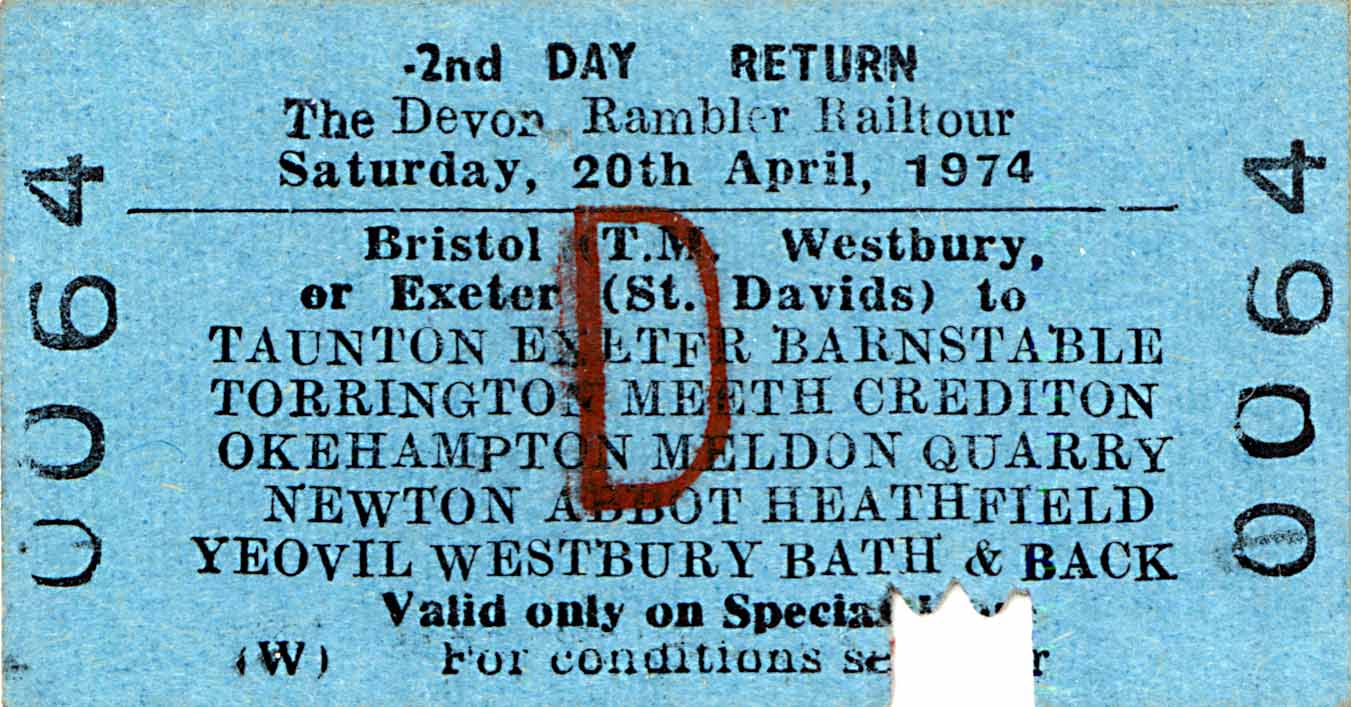 -2nd DAY RETURN
The Devon Rambler Railtour
Saturday, 20th April, 1974
Bristol (T.M. Westbury,
or Exeter (St. Davids) to
TAUNTON EXETER BARNSTABLE
TORRINGTON MEETH CREDITON
OKEHAMPTON MELDON QUARRY
NEWTON ABBOT HEATHFIELD
YEOVIL WESTBURY BATH & BACK
Valid only on Special
(W) For conditions
0064
0064
D